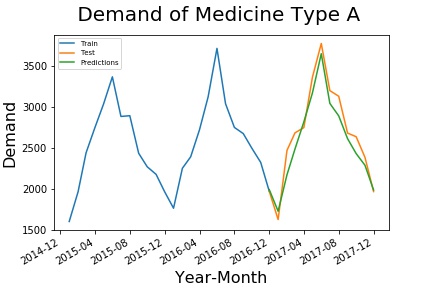 Demand of Medicine Type A
Train
Test
Predictions
3500
3000
2500
2000
1500
Demand
2014-12
2015-04
2015-08
2015-12
2016-04
2016-08
2016-12
2017-04
2017-08
2017-12
Year-Month